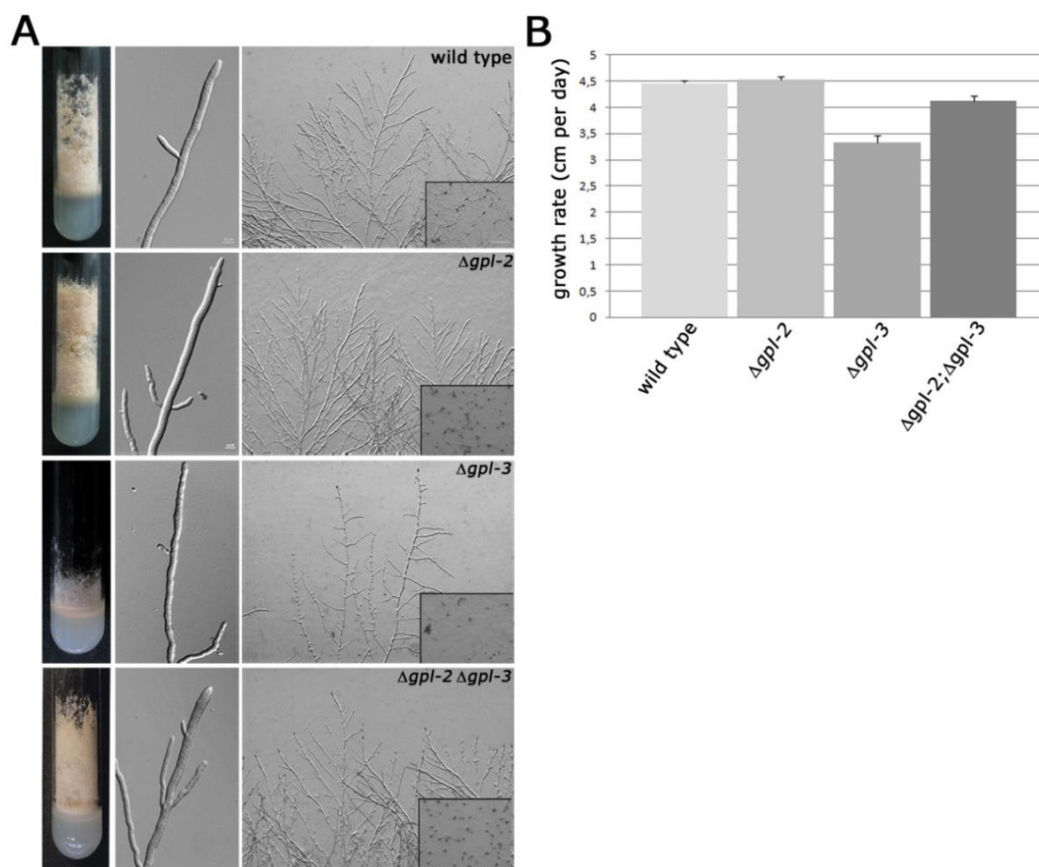 A
wild type
Δgpl-2
Δgpl-3
Δgpl-2 Δgpl-3
B
growth rate (cm per day)
5
4,5
4
3,5
3
2,5
2
1,5
1
0,5
0
wild type
Δgpl-2
Δgpl-3
Δgpl-2;Δgpl-3